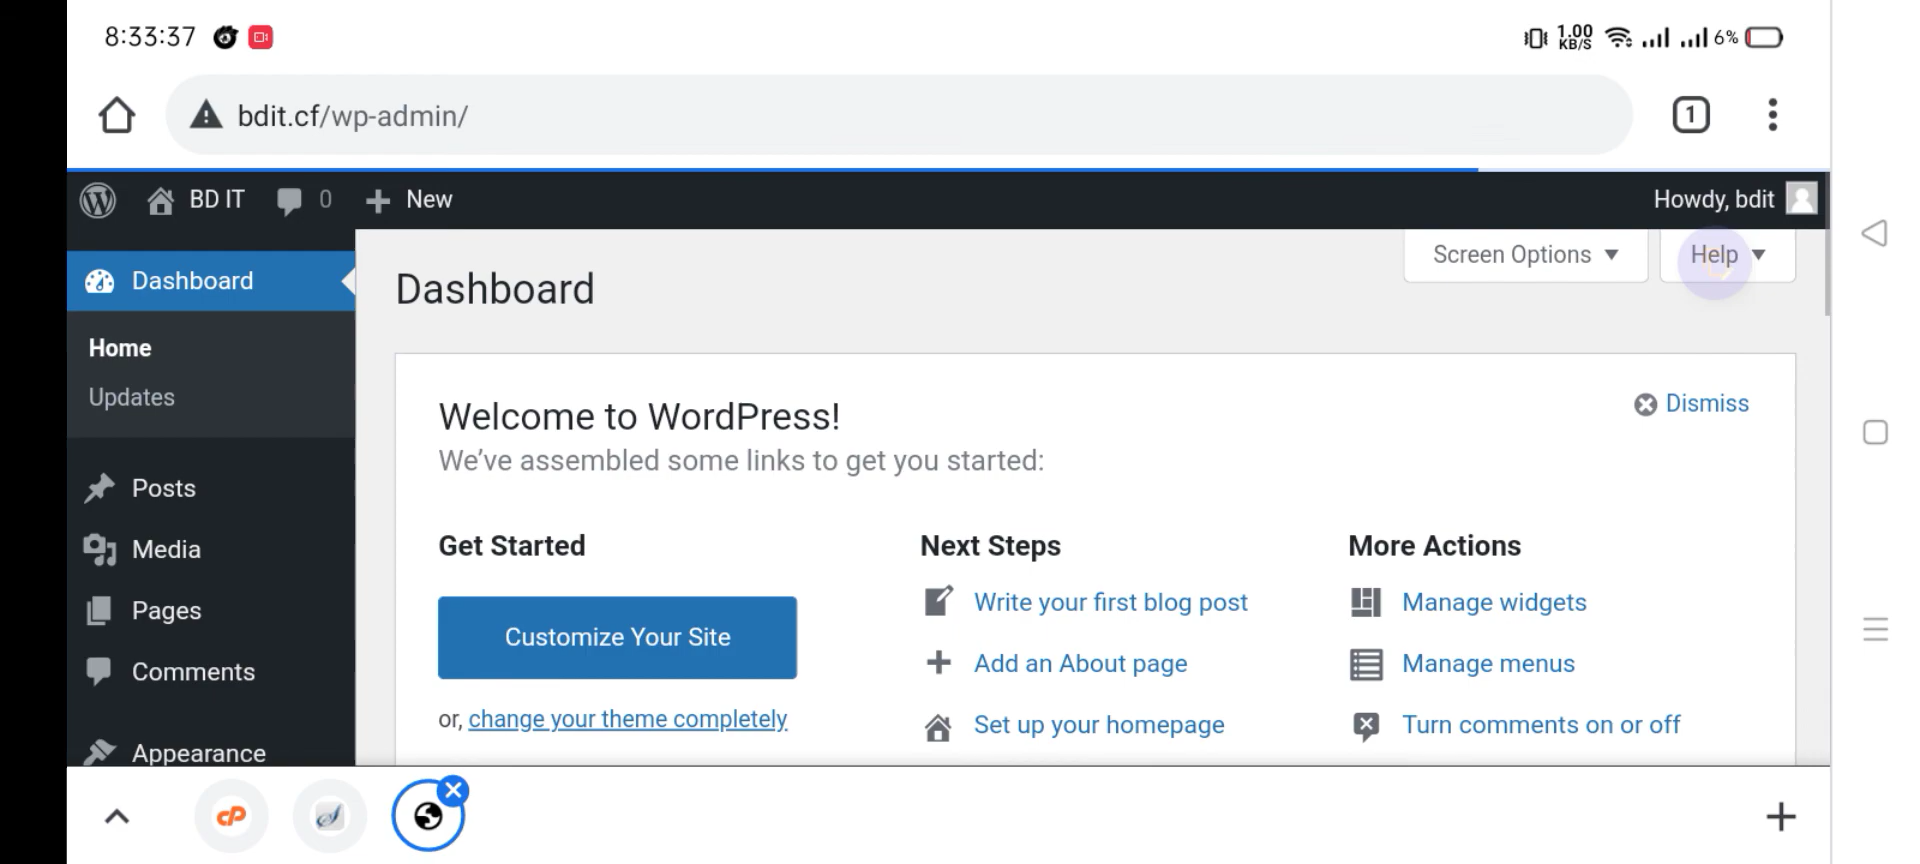 8:33:37 1.00 KB/S 6%
bdit.cf/wp-admin/ 1
BD IT 0 New Howdy, bdit
Screen Options Help
Dashboard
Dashboard
Home
Updates
Posts
Media
Pages
Comments
Appearance
Welcome to WordPress!
Dismiss
We've assembled some links to get you started:
Get Started
Customize Your Site
or, change your theme completely
Next Steps
Write your first blog post
Add an About page
Set up your homepage
More Actions
Manage widgets
Manage menus
Turn comments on or off
cP